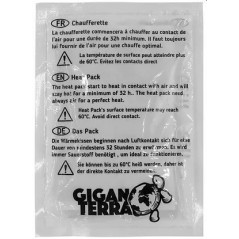 FR Chaufferette
La chaufferette commencera à chauffer au contact de
l'air pour une durée de 32h minimum. Il faut toujours
lui fournir de l'air pour une chauffe optimal.
La température de surface peut atteindre plus
de 60°C. Evitez les contacts direct
EN Heat Pack
The heat pack start to heat in contact with air and will
stay hot for a minimum of 32 h. The heat pack need
always air for a good heat.
Heat Pack's surface temperature may reach
60°C. Avoid direct contact.
DE Das Pack
Die Wärmekissen beginnen nach Luftkontakt sich für eine
Dauer von mindestens 32 Stunden zu erwärmen. Es wird
immer Sauerstoff benötigt, um ideal zu funktionieren.
Sie können bis zu 60°C heiß werden, daher ist
der direkte Kontakt zu vermeiden.
GIGAN
TERRA